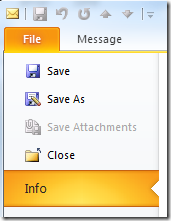 File Message
Save
Save As
Save Attachments
Close
Info